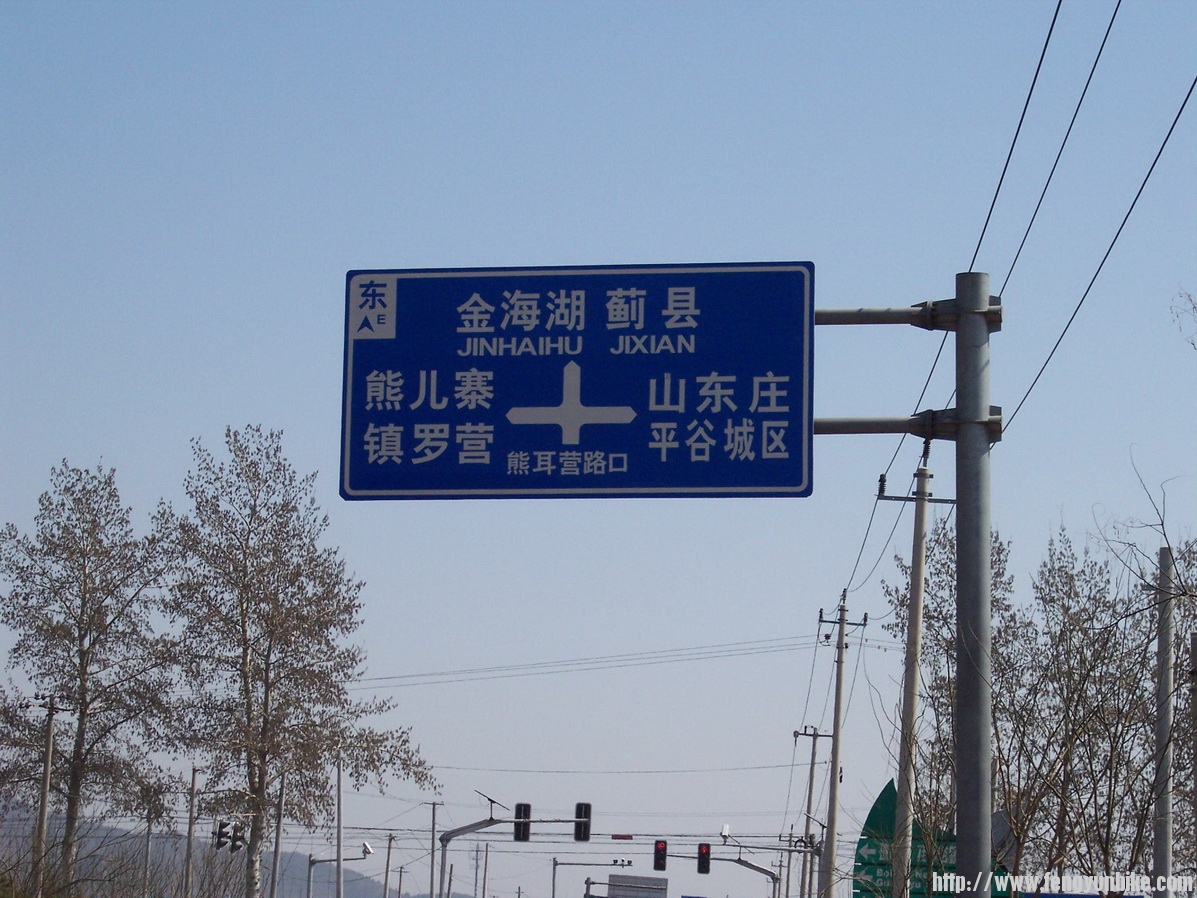 东
E
金海湖 蓟县
JINHAIHU JIXIAN
熊儿寨
镇罗营
山东庄
平谷城区
熊耳营路口
http://www.fengyunbike.com/